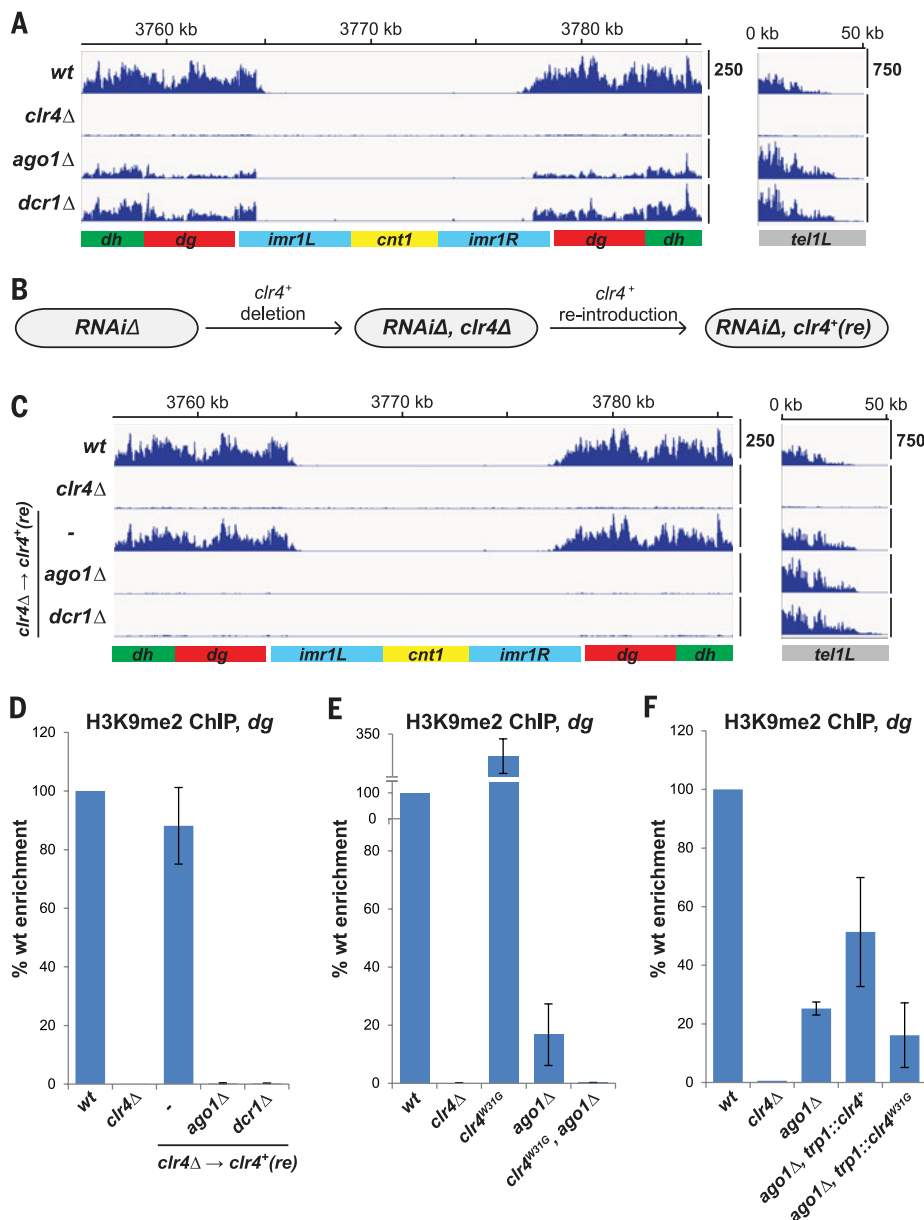 A
3760 kb 3770 kb 3780 kb 0 kb 50 kb
wt 250 750
clr4Δ
ago1Δ
dcr1Δ
dh dg imr1L cnt1 imr1R dg dh tel1L
B
RNAiΔ
clr4+
deletion
RNAiΔ, clr4Δ
clr4+
re-introduction
RNAiΔ, clr4+(re)
C
3760 kb 3770 kb 3780 kb 0 kb 50 kb
wt 250 750
clr4Δ
clr4Δ → clr4+(re)
-
ago1Δ
dcr1Δ
dh dg imr1L cnt1 imr1R dg dh tel1L
D
H3K9me2 ChIP, dg
% wt enrichment
120
100
80
60
40
20
0
wt clr4Δ - ago1Δ dcr1Δ
clr4Δ → clr4+(re)
E
H3K9me2 ChIP, dg
% wt enrichment
350
100
0
80
60
40
20
0
wt clr4Δ clr4W31G ago1Δ clr4W31G, ago1Δ
F
H3K9me2 ChIP, dg
% wt enrichment
120
100
80
60
40
20
0
wt clr4Δ ago1Δ ago1Δ, trp1::clr4+ ago1Δ, trp1::clr4W31G